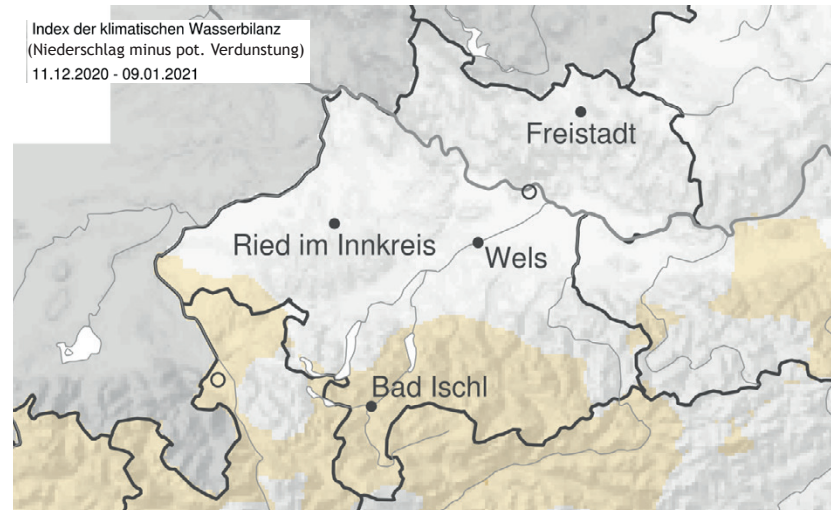 Index der klimatischen Wasserbilanz
(Niederschlag minus pot. Verdunstung)
11.12.2020 - 09.01.2021
Freistadt
Ried im Innkreis
Wels
Bad Ischl